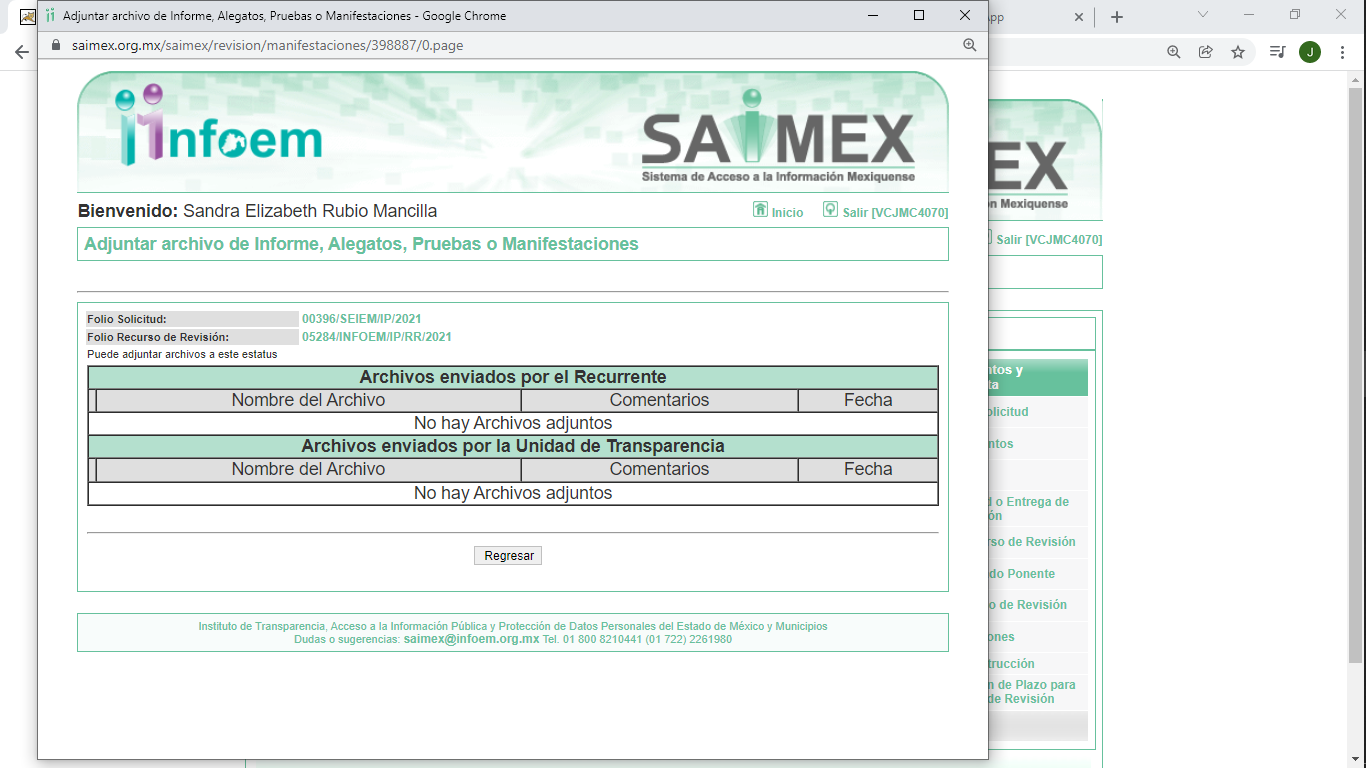 Adjuntar archivo de Informe, Alegatos, Pruebas o Manifestaciones - Google Chrome
App
saimex.org.mx/saimex/revision/manifestaciones/398887/0.page
J
infoem
SAIMEX
Sistema de Acceso a la Información Mexiquense
EX
n Mexiquense
Bienvenido: Sandra Elizabeth Rubio Mancilla
Inicio
Salir [VCJMC4070]
Salir [VCJMC4070]
Adjuntar archivo de Informe, Alegatos, Pruebas o Manifestaciones
Folio Solicitud: 00396/SEIEM/IP/2021
Folio Recurso de Revisión: 05284/INFOEM/IP/RR/2021
Puede adjuntar archivos a este estatus
Archivos enviados por el Recurrente
Nombre del Archivo Comentarios Fecha
No hay Archivos adjuntos
Archivos enviados por la Unidad de Transparencia
Nombre del Archivo Comentarios Fecha
No hay Archivos adjuntos
Regresar
Instituto de Transparencia, Acceso a la Información Pública y Protección de Datos Personales del Estado de México y Municipios
Dudas o sugerencias: saimex@infoem.org.mx Tel. 01 800 8210441 (01 722) 2261980
ntos y
ta
olicitud
ntos
d o Entrega de
ón
rso de Revisión
do Ponente
o de Revisión
ones
trucción
n de Plazo para
de Revisión